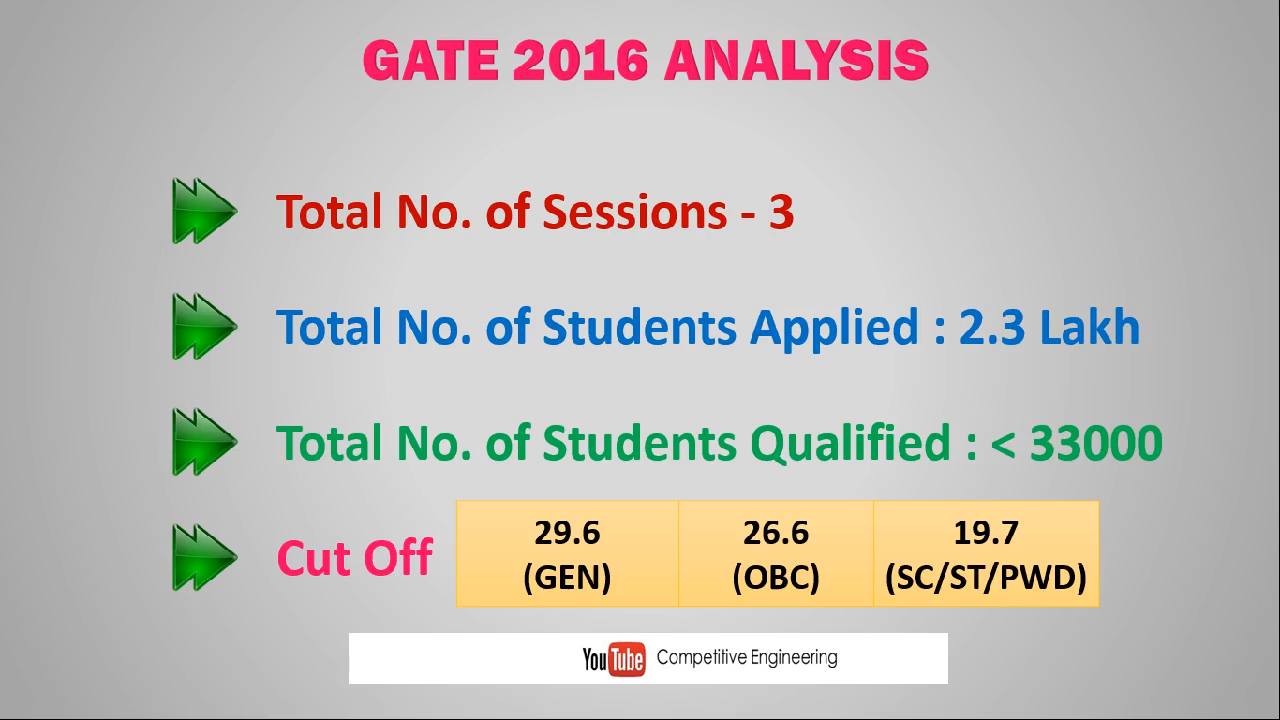 GATE 2016 ANALYSIS
Total No. of Sessions - 3
Total No. of Students Applied : 2.3 Lakh
Total No. of Students Qualified : < 33000
Cut Off
29.6
(GEN)
26.6
(OBC)
19.7
(SC/ST/PWD)
YouTube Competitive Engineering